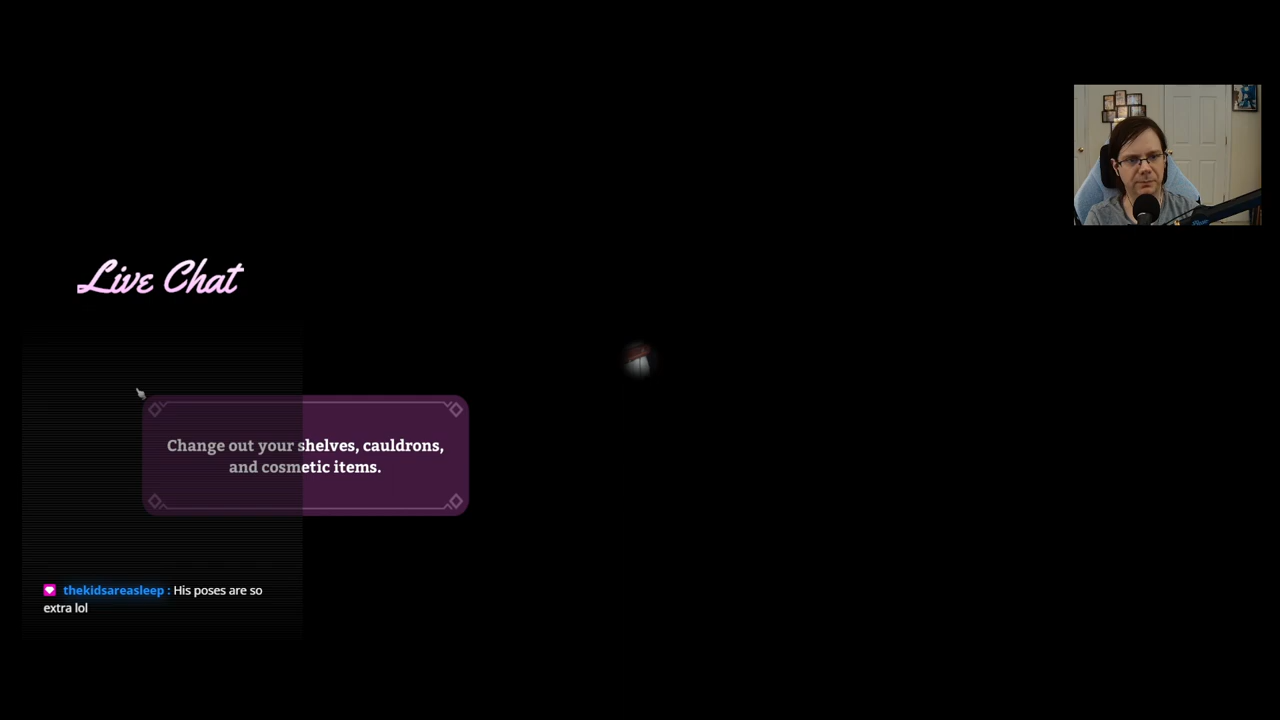 Live Chat
Change out your shelves, cauldrons,
and cosmetic items.
thekidsareasleep : His poses are so
extra lol